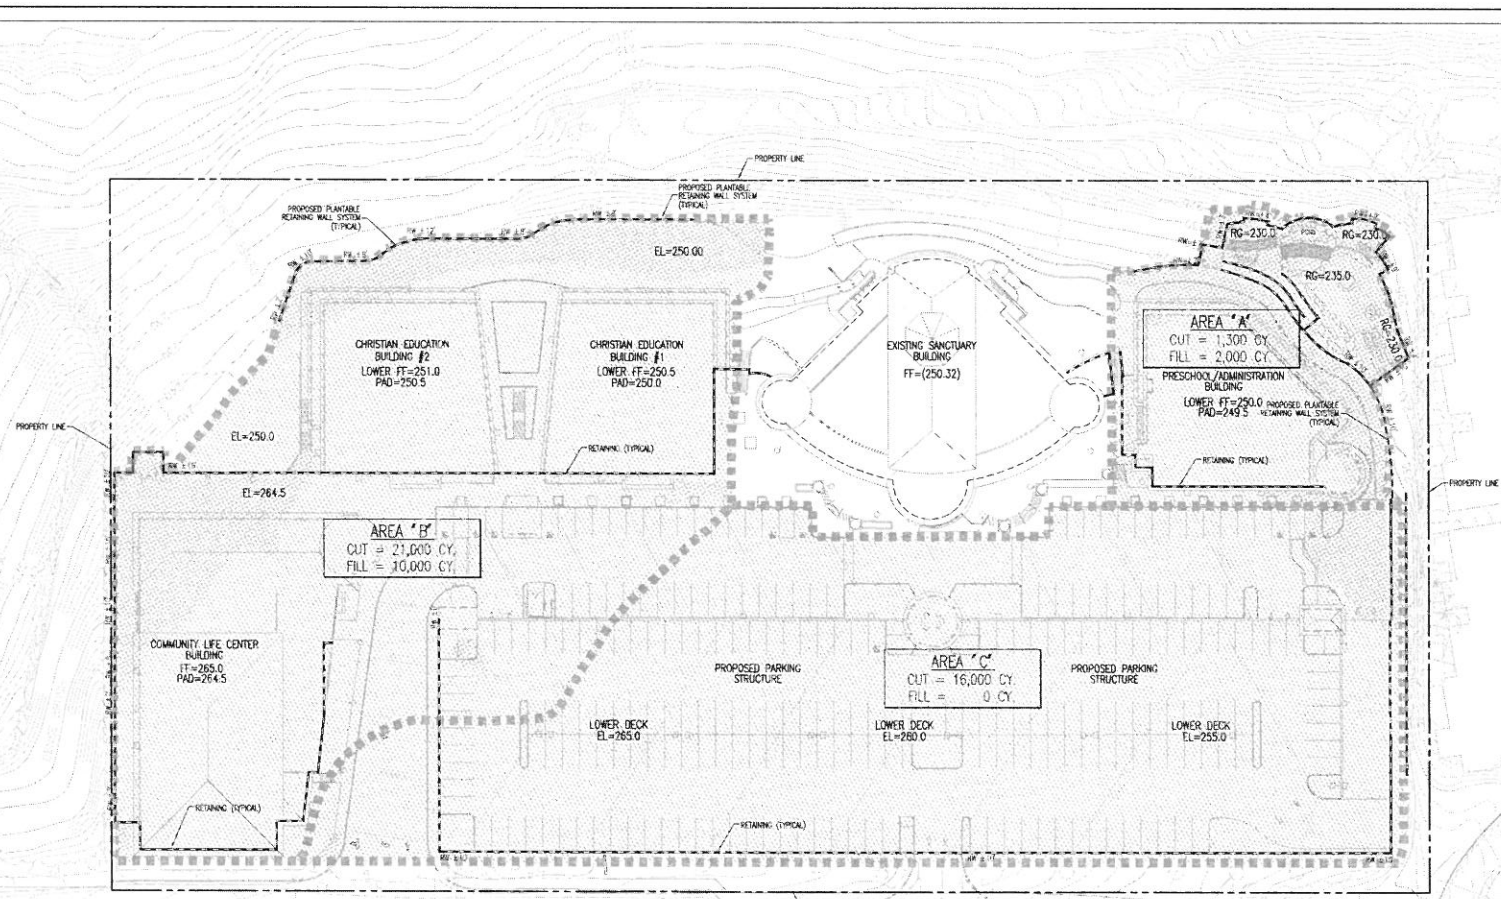 PROPERTY LINE
PROPOSED PLANTABLE
RETAINING WALL SYSTEM
(TYPICAL)
PROPOSED PLANTABLE
RETAINING WALL SYSTEM
(TYPICAL)
EL=250.00
RG=230.0
POND
RG=230.0
RG=235.0
RG=230.0
AREA "A"
CUT = 1,300 CY.
FILL = 2,000 CY.
PRESCHOOL/ADMINISTRATION
BUILDING
LOWER FF=250.0
PAD=249.5
PROPOSED PLANTABLE
RETAINING WALL SYSTEM
(TYPICAL)
CHRISTIAN EDUCATION
BUILDING #2
LOWER FF=251.0
PAD=250.5
CHRISTIAN EDUCATION
BUILDING #1
LOWER FF=250.5
PAD=250.0
EXISTING SANCTUARY
BUILDING
FF=(250.32)
PROPERTY LINE
EL=250.0
RETAINING (TYPICAL)
RETAINING (TYPICAL)
PROPERTY LINE
EL=264.5
AREA "B"
CUT = 21,000 CY.
FILL = 10,000 CY.
COMMUNITY LIFE CENTER
BUILDING
FF=265.0
PAD=264.5
PROPOSED PARKING
STRUCTURE
AREA "C"
CUT = 16,000 CY.
FILL = 0 CY.
PROPOSED PARKING
STRUCTURE
LOWER DECK
EL=265.0
LOWER DECK
EL=260.0
LOWER DECK
EL=255.0
RETAINING (TYPICAL)
RETAINING (TYPICAL)